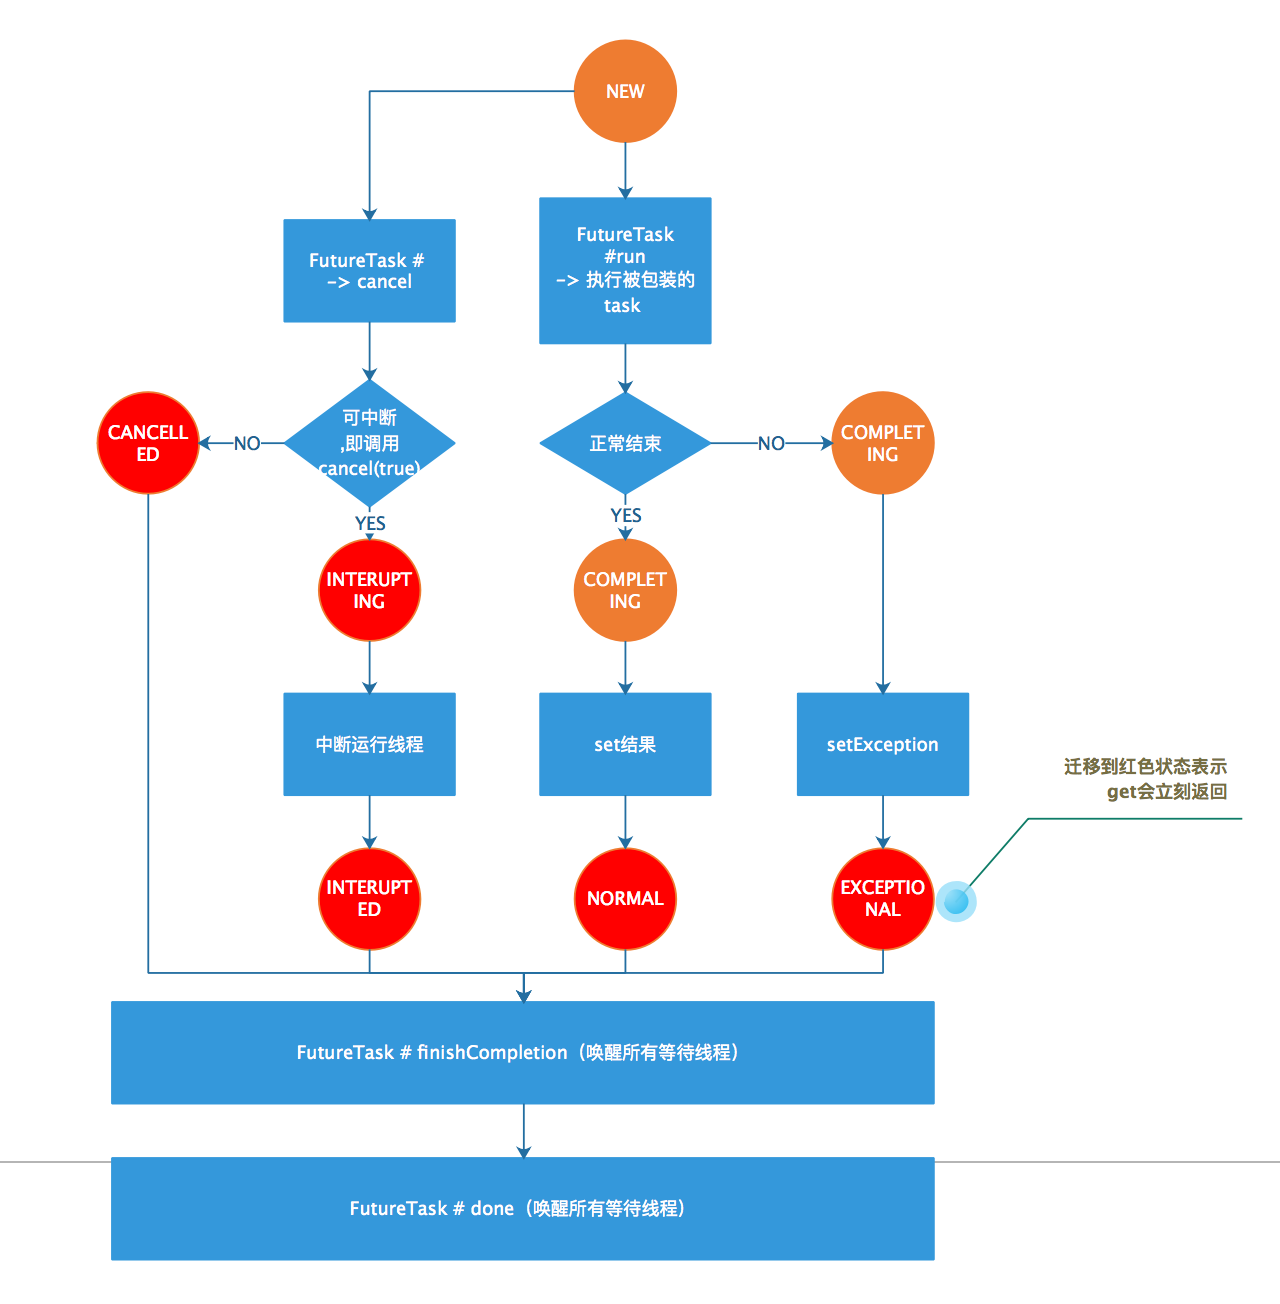 NEW
FutureTask #
-> cancel
FutureTask
#run
-> 执行被包装的
task
CANCELL
ED
NO
可中断
,即调用
cancel(true)
正常结束
NO
COMPLET
ING
YES
YES
INTERUPT
ING
COMPLET
ING
中断运行线程
set结果
setException
迁移到红色状态表示
get会立刻返回
INTERUPT
ED
NORMAL
EXCEPTIO
NAL
FutureTask # finishCompletion（唤醒所有等待线程）
FutureTask # done（唤醒所有等待线程）